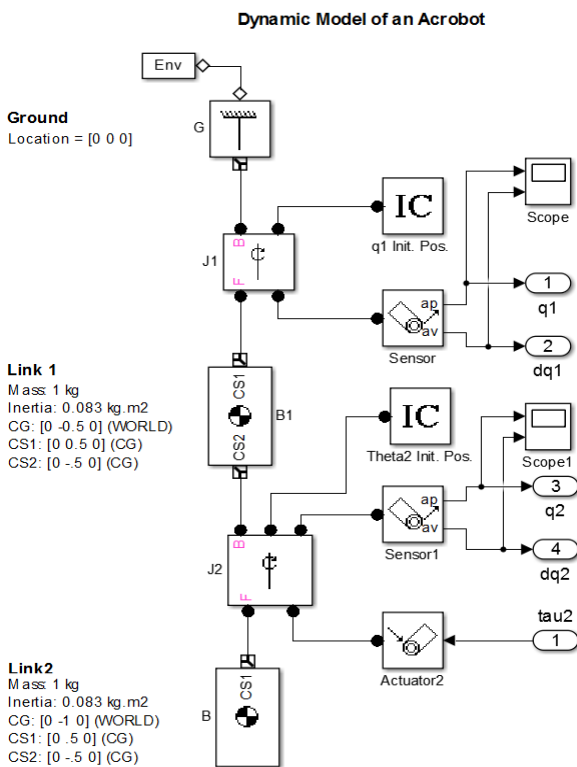 Dynamic Model of an Acrobot
Env
Ground
Location = [0 0 0]
G
IC
q1 Init. Pos.
Scope
B
J1
F
ap
av
Sensor
1
q1
2
dq1
Link 1
Mass: 1 kg
Inertia: 0.083 kg.m2
CG: [0 -0.5 0] (WORLD)
CS1: [0 0.5 0] (CG)
CS2: [0 -.5 0] (CG)
CS1
CS2
B1
IC
Theta2 Init. Pos.
Scope1
B
J2
F
ap
av
Sensor1
3
q2
4
dq2
tau2
1
Actuator2
Link2
Mass: 1 kg
Inertia: 0.083 kg.m2
CG: [0 -1 0] (WORLD)
CS1: [0 .5 0] (CG)
CS2: [0 -.5 0] (CG)
CS1
B